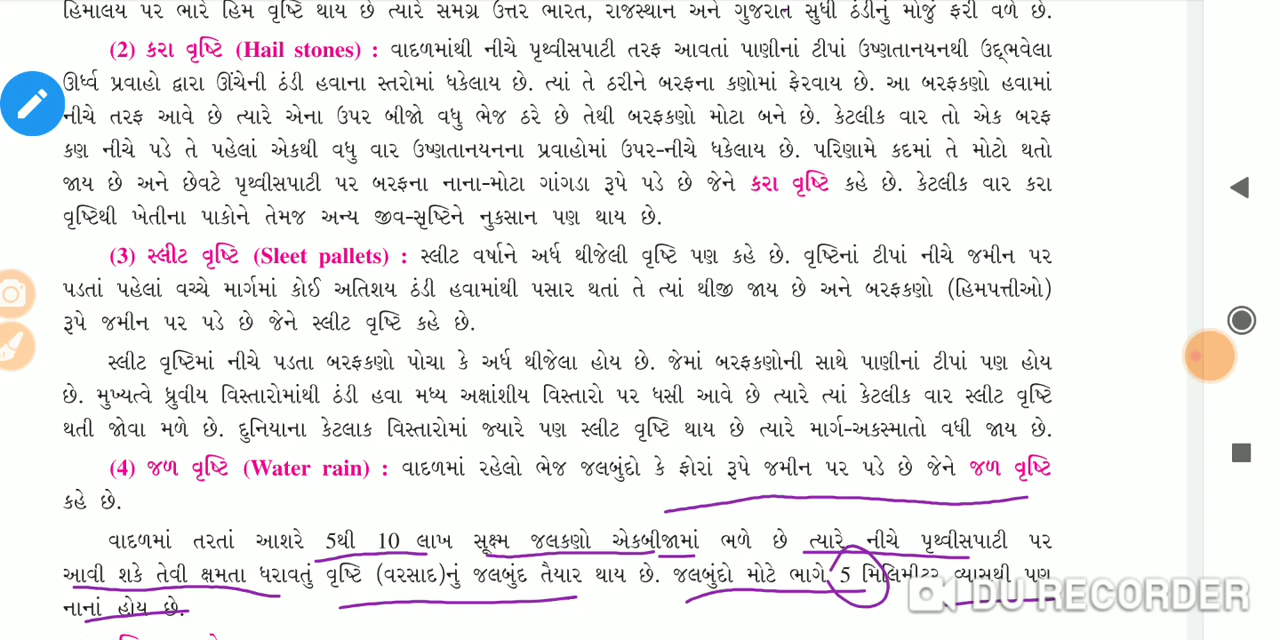 હિમાલય પર ભારે હિમ વૃષ્ટિ થાય છે ત્યારે સમગ્ર ઉત્તર ભારત, રાજસ્થાન અને ગુજરાત સુધી ઠંડીનું મોજું ફરી વળે છે.
(2) કરા વૃષ્ટિ (Hail stones) : વાદળમાંથી નીચે પૃથ્વીસપાટી તરફ આવતાં પાણીનાં ટીપાં ઉષ્ણતાનયનથી ઉદ્ભવેલા
ઊર્ધ્વ પ્રવાહો દ્વારા ઊંચેની ઠંડી હવાના સ્તરોમાં ધકેલાય છે. ત્યાં તે ઠરીને બરફના કણોમાં ફેરવાય છે. આ બરફકણો હવામાં
નીચે તરફ આવે છે ત્યારે એના ઉપર બીજો વધુ ભેજ ઠરે છે તેથી બરફકણો મોટા બને છે. કેટલીક વાર તો એક બરફ
કણ નીચે પડે તે પહેલાં એકથી વધુ વાર ઉષ્ણતાનયનના પ્રવાહોમાં ઉપર-નીચે ધકેલાય છે. પરિણામે કદમાં તે મોટો થતો
જાય છે અને છેવટે પૃથ્વીસપાટી પર બરફના નાના-મોટા ગાંગડા રૂપે પડે છે જેને કરા વૃષ્ટિ કહે છે. કેટલીક વાર કરા
વૃષ્ટિથી ખેતીના પાકોને તેમજ અન્ય જીવ-સૃષ્ટિને નુકસાન પણ થાય છે.
(3) સ્લીટ વૃષ્ટિ (Sleet pallets) : સ્લીટ વર્ષાને અર્ધ થીજેલી વૃષ્ટિ પણ કહે છે. વૃષ્ટિનાં ટીપાં નીચે જમીન પર
પડતાં પહેલાં વચ્ચે માર્ગમાં કોઈ અતિશય ઠંડી હવામાંથી પસાર થતાં તે ત્યાં થીજી જાય છે અને બરફકણો (હિમપત્તીઓ)
રૂપે જમીન પર પડે છે જેને સ્લીટ વૃષ્ટિ કહે છે.
સ્લીટ વૃષ્ટિમાં નીચે પડતા બરફકણો પોચા કે અર્ધ થીજેલા હોય છે. જેમાં બરફકણોની સાથે પાણીનાં ટીપાં પણ હોય
છે. મુખ્યત્વે ધ્રુવીય વિસ્તારોમાંથી ઠંડી હવા મધ્ય અક્ષાંશીય વિસ્તારો પર ધસી આવે છે ત્યારે ત્યાં કેટલીક વાર સ્લીટ વૃષ્ટિ
થતી જોવા મળે છે. દુનિયાના કેટલાક વિસ્તારોમાં જ્યારે પણ સ્લીટ વૃષ્ટિ થાય છે ત્યારે માર્ગ-અકસ્માતો વધી જાય છે.
(4) જળ વૃષ્ટિ (Water rain) : વાદળમાં રહેલો ભેજ જલબુંદો કે ફોરાં રૂપે જમીન પર પડે છે જેને જળ વૃષ્ટિ
કહે છે.
વાદળમાં તરતાં આશરે 5થી 10 લાખ સૂક્ષ્મ જલકણો એકબીજામાં ભળે છે ત્યારે નીચે પૃથ્વીસપાટી પર
આવી શકે તેવી ક્ષમતા ધરાવતું વૃષ્ટિ (વરસાદ)નું જલબુંદ તૈયાર થાય છે. જલબુંદો મોટે ભાગે 5 મિલિમીટર વ્યાસથી પણ
નાનાં હોય છે.
DU RECORDER